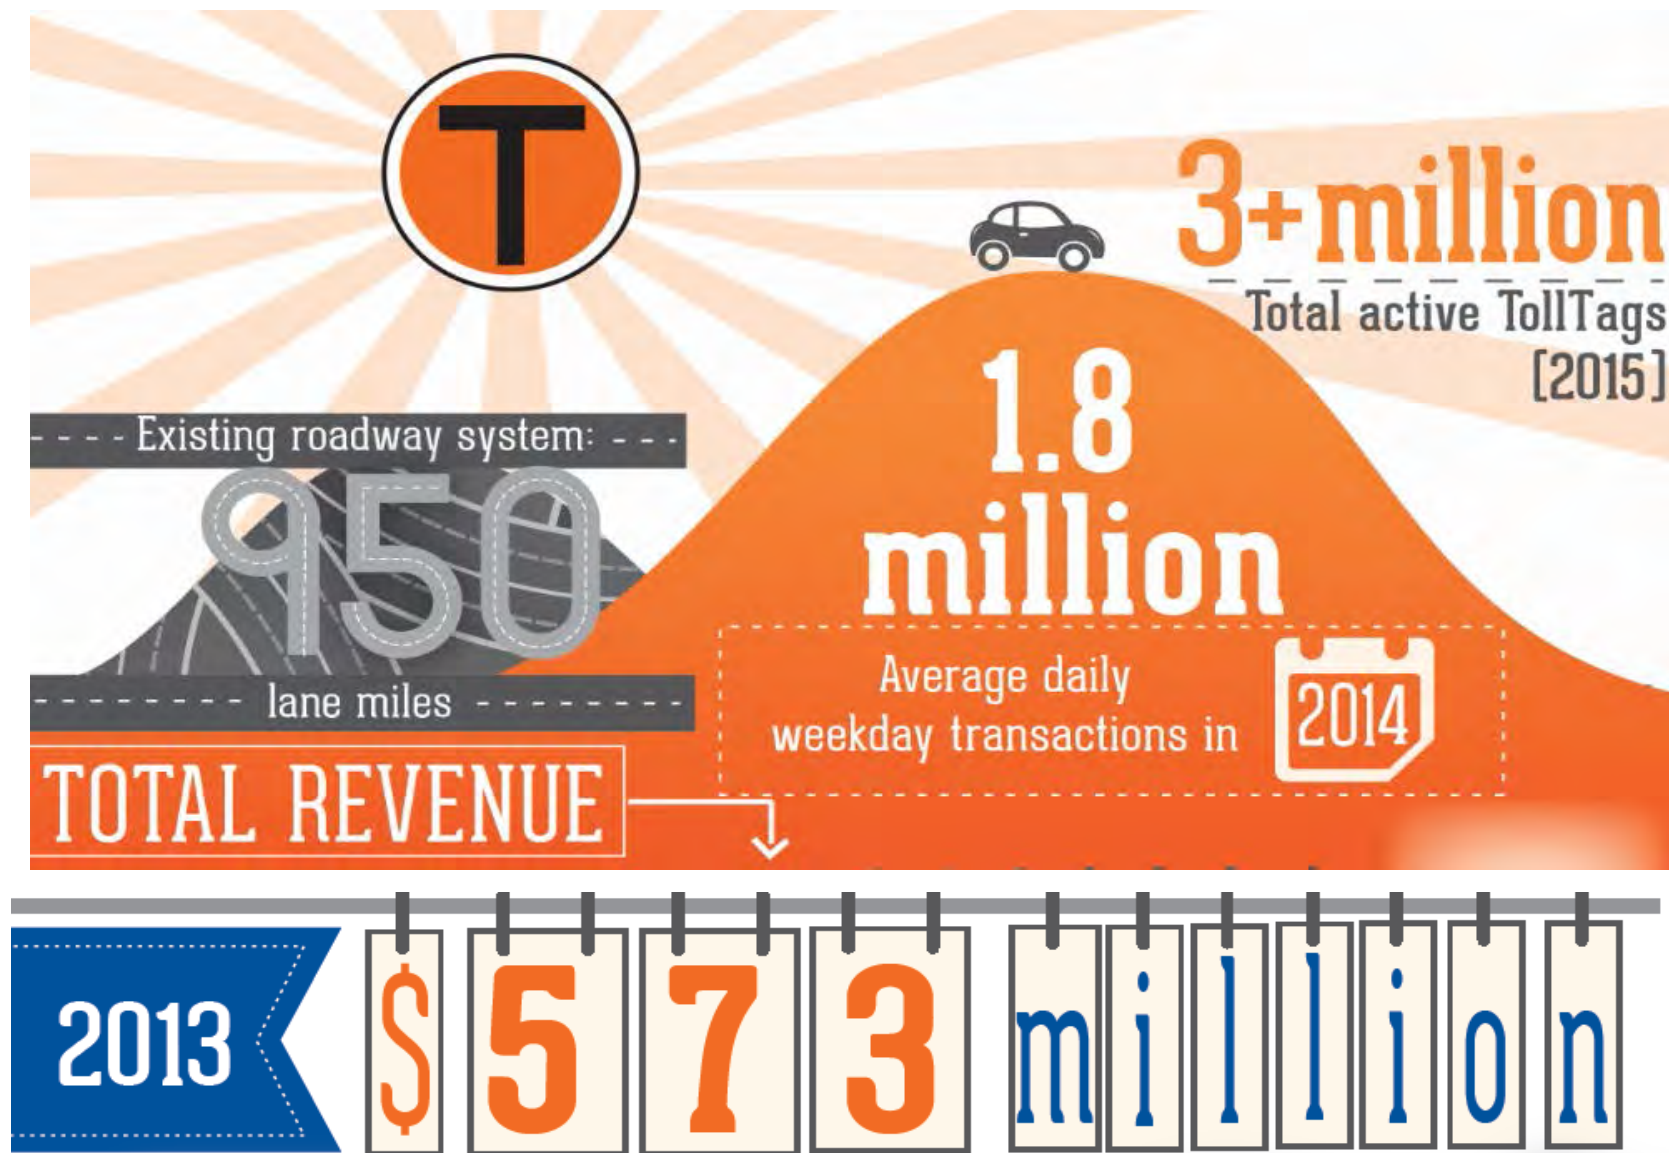 T
3+million
Total active TollTags
[2015]
1.8
million
Average daily
weekday transactions in
2014
Existing roadway system:
950
lane miles
TOTAL REVENUE
2013 $573 million